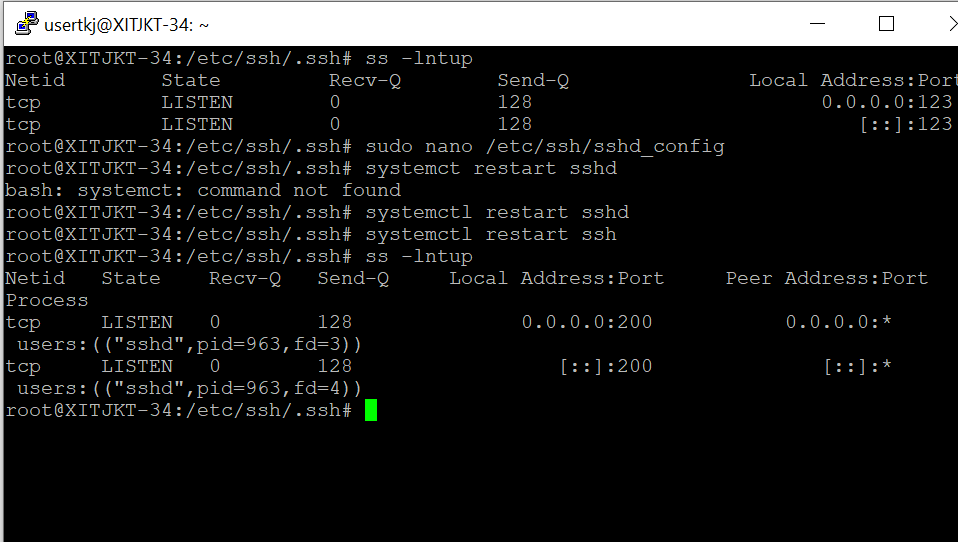 usertkj@XITJKT-34: ~
root@XITJKT-34:/etc/ssh/.ssh# ss -lntup
Netid State Recv-Q Send-Q Local Address:Port
tcp LISTEN 0 128 0.0.0.0:123
tcp LISTEN 0 128 [::]:123
root@XITJKT-34:/etc/ssh/.ssh# sudo nano /etc/ssh/sshd_config
root@XITJKT-34:/etc/ssh/.ssh# systemct restart sshd
bash: systemct: command not found
root@XITJKT-34:/etc/ssh/.ssh# systemctl restart sshd
root@XITJKT-34:/etc/ssh/.ssh# systemctl restart ssh
root@XITJKT-34:/etc/ssh/.ssh# ss -lntup
Netid State Recv-Q Send-Q Local Address:Port Peer Address:Port
Process
tcp LISTEN 0 128 0.0.0.0:200 0.0.0.0:*
users:(("sshd",pid=963,fd=3))
tcp LISTEN 0 128 [::]:200 [::]:*
users:(("sshd",pid=963,fd=4))
root@XITJKT-34:/etc/ssh/.ssh#